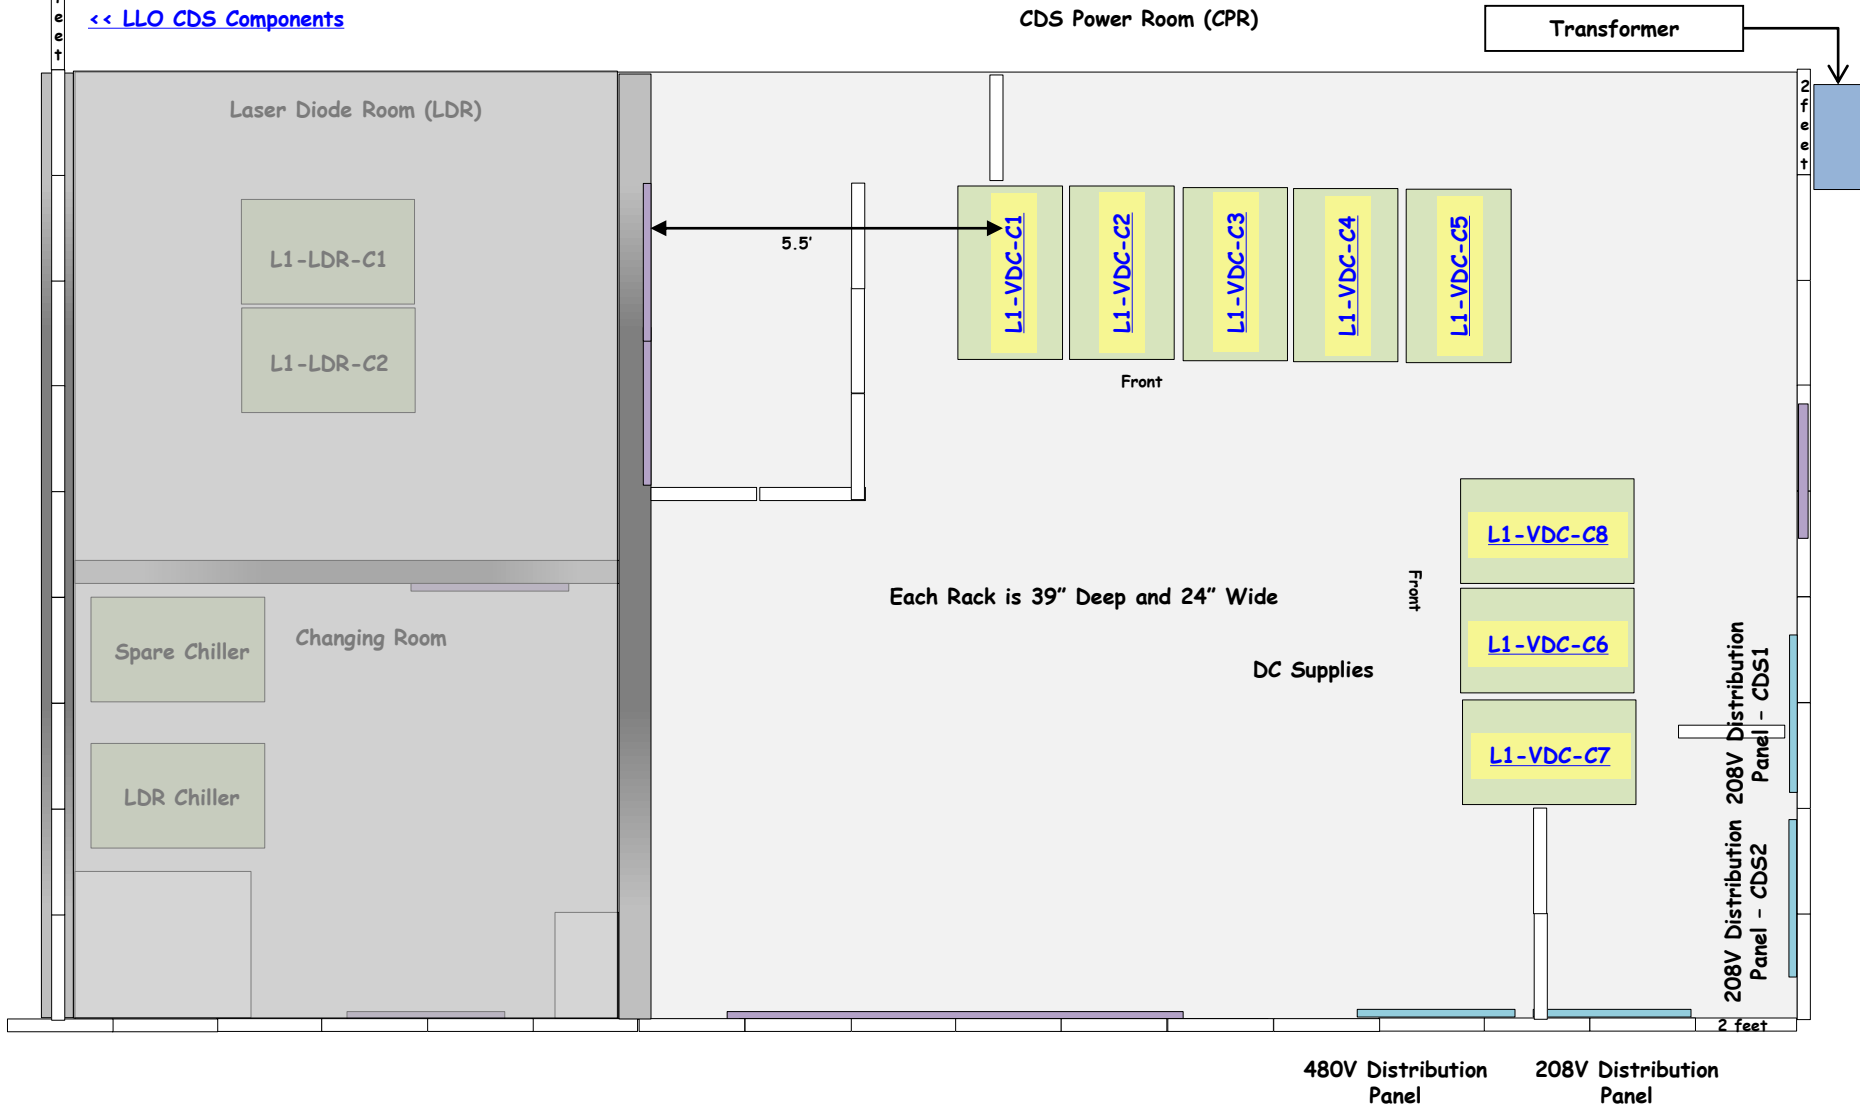 feet
<< LLO CDS Components
CDS Power Room (CPR)
Transformer
2 feet
Laser Diode Room (LDR)
L1-LDR-C1
L1-LDR-C2
5.5'
L1-VDC-C1
L1-VDC-C2
L1-VDC-C3
L1-VDC-C4
L1-VDC-C5
Front
L1-VDC-C8
Front
Each Rack is 39” Deep and 24” Wide
L1-VDC-C6
DC Supplies
L1-VDC-C7
Spare Chiller
Changing Room
LDR Chiller
208V Distribution
Panel – CDS1
208V Distribution
Panel – CDS2
2 feet
480V Distribution
Panel
208V Distribution
Panel